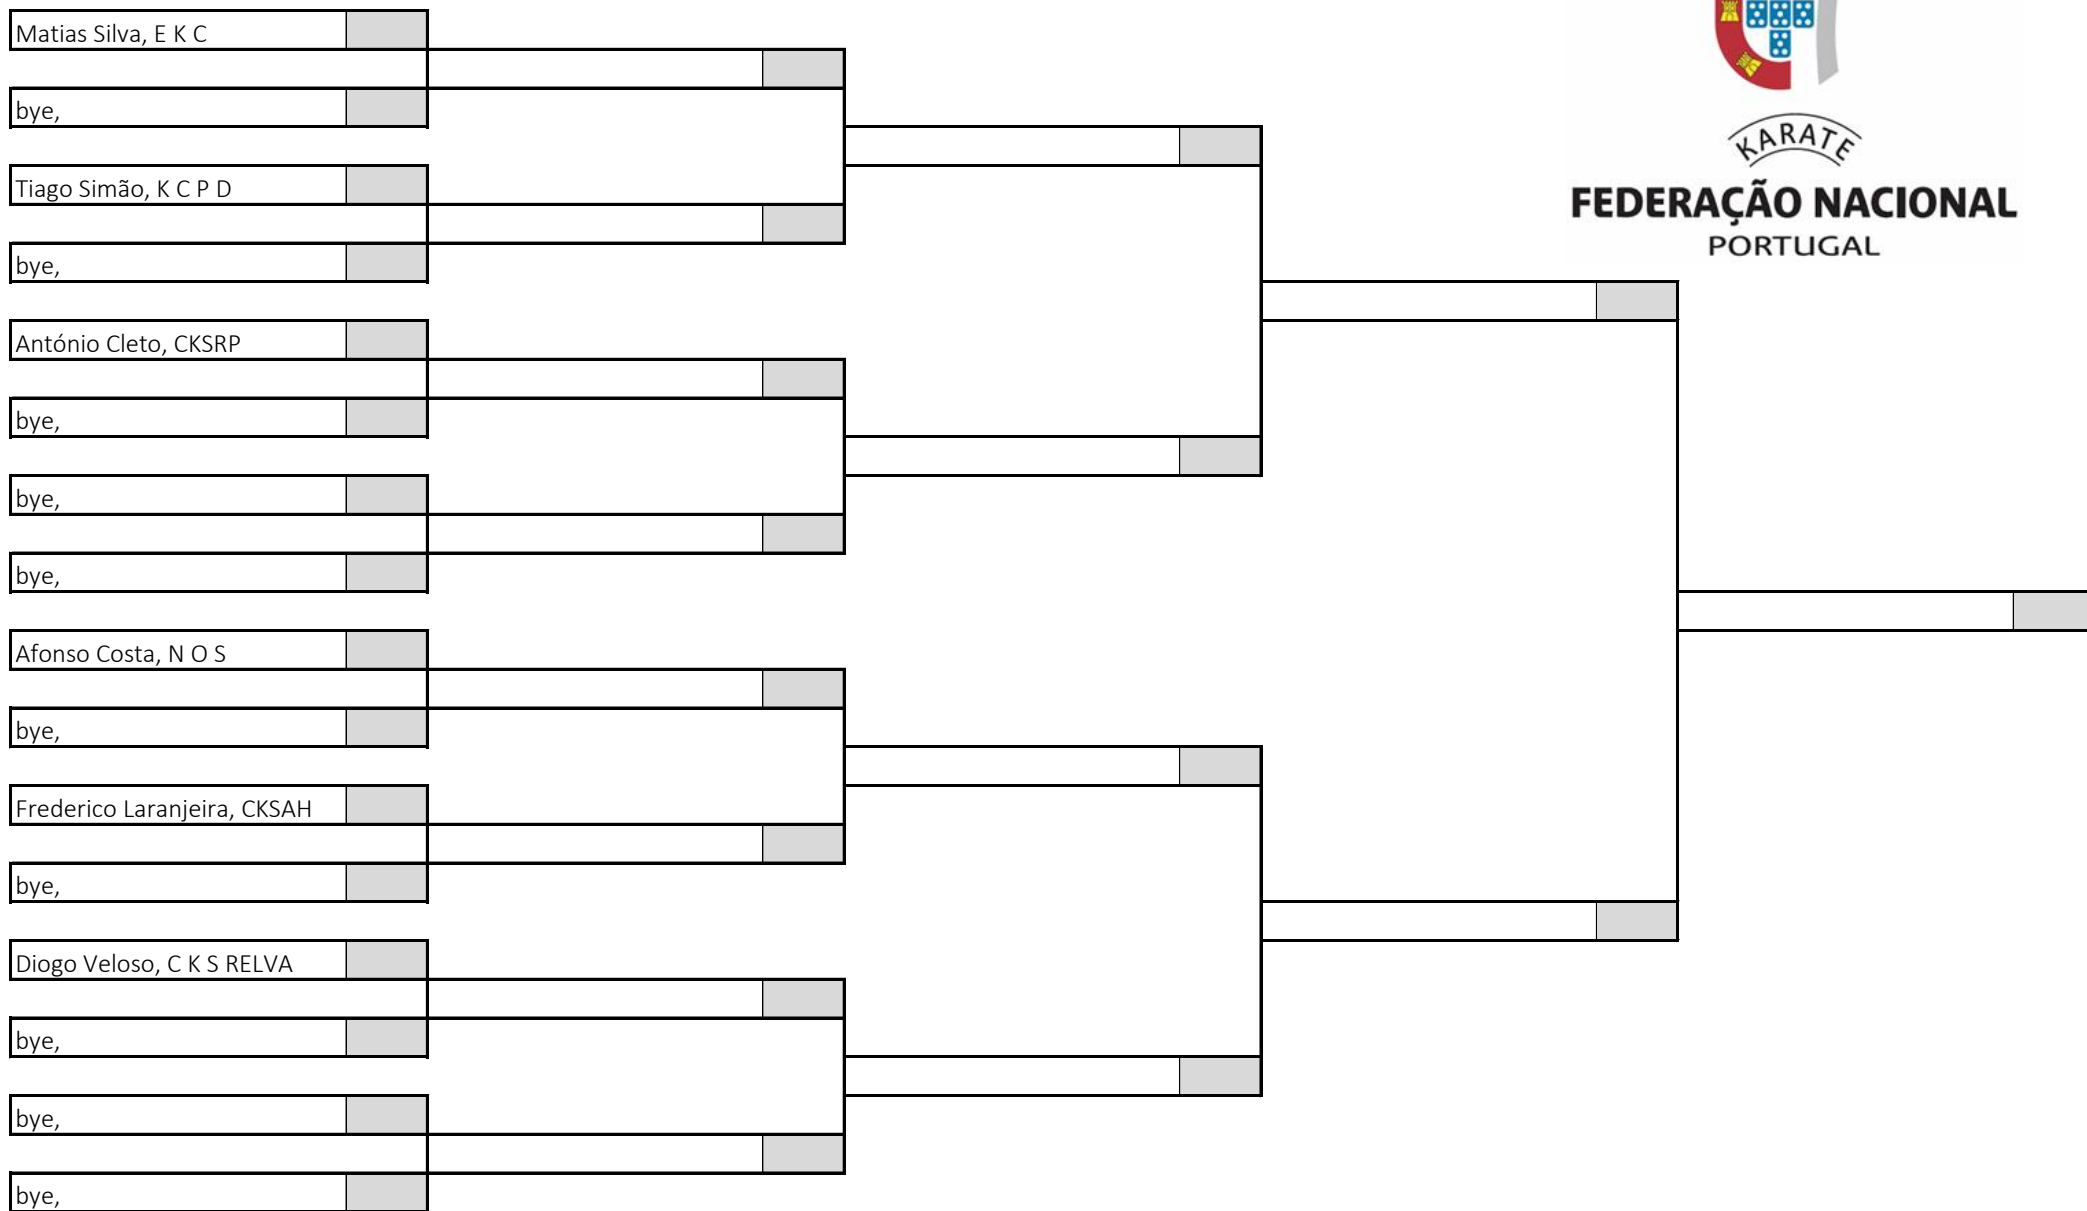 Matias Silva, E K C
bye,
Tiago Simão, K C P D
bye,
António Cleto, CKSRP
bye,
bye,
bye,
Afonso Costa, N O S
bye,
Frederico Laranjeira, CKSAH
bye,
Diogo Veloso, C K S RELVA
bye,
bye,
bye,
KARATE
FEDERAÇÃO NACIONAL
PORTUGAL